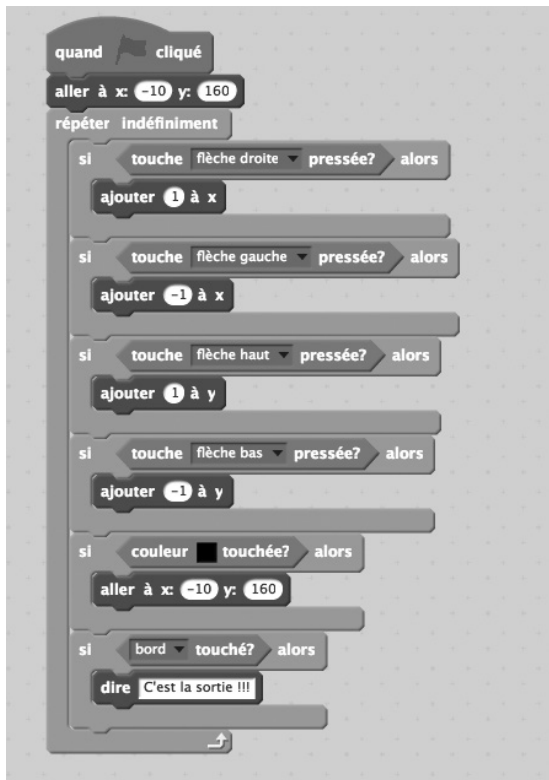 quand cliqué
aller à x: -10 y: 160
répéter indéfiniment
si touche flèche droite pressée? alors
ajouter 1 à x
si touche flèche gauche pressée? alors
ajouter -1 à x
si touche flèche haut pressée? alors
ajouter 1 à y
si touche flèche bas pressée? alors
ajouter -1 à y
si couleur touchée? alors
aller à x: -10 y: 160
si bord touché? alors
dire C'est la sortie !!!